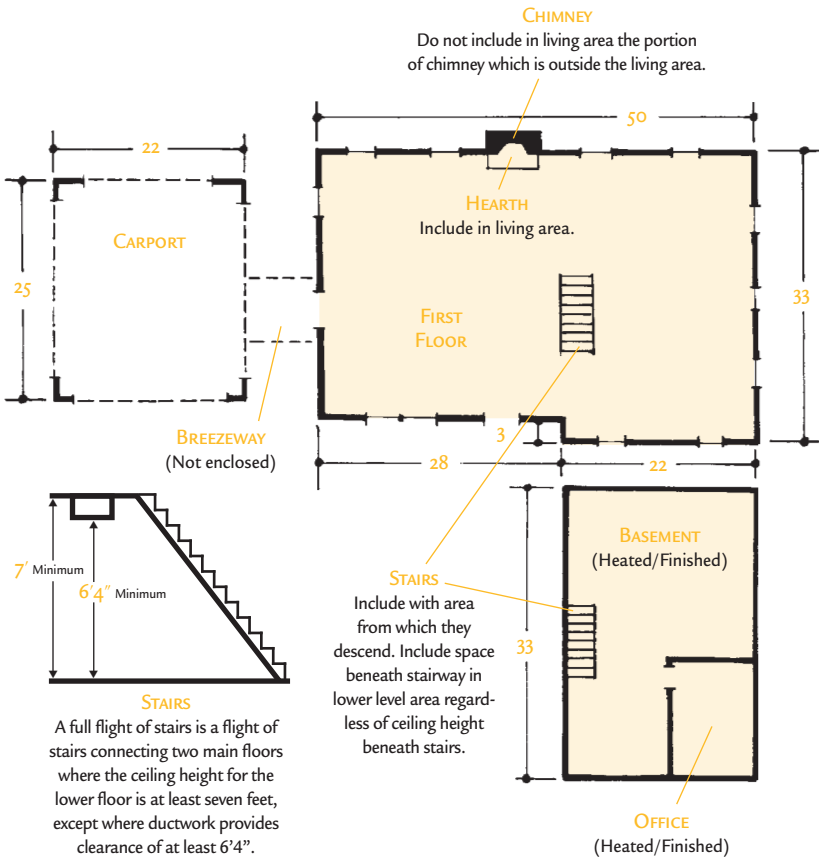 CHIMNEY
Do not include in living area the portion
of chimney which is outside the living area.
50
22
HEARTH
Include in living area.
CARPORT
25
33
FIRST
FLOOR
BREEZEWAY
(Not enclosed)
3
28
22
BASEMENT
(Heated/Finished)
7' Minimum
6'4" Minimum
STAIRS
Include with area
from which they
descend. Include space
beneath stairway in
lower level area regard-
less of ceiling height
beneath stairs.
33
STAIRS
A full flight of stairs is a flight of
stairs connecting two main floors
where the ceiling height for the
lower floor is at least seven feet,
except where ductwork provides
clearance of at least 6'4”.
OFFICE
(Heated/Finished)